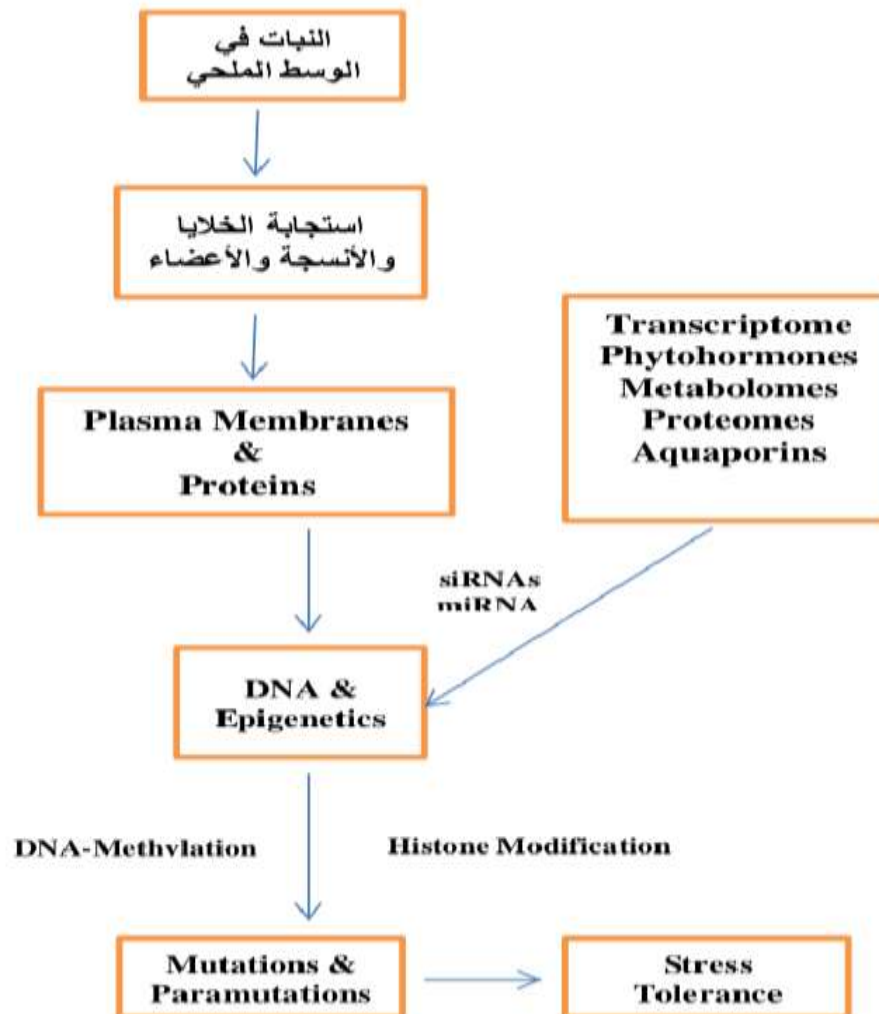 النبات في
الوسط الملحي
استجابة الخلايا
والأنسجة والأعضاء
Transcriptome
Phytohormones
Metabolomes
Proteomes
Aquaporins
Plasma Membranes
&
Proteins
siRNAs
miRNA
DNA &
Epigenetics
DNA-Methylation
Histone Modification
Mutations &
Paramutations
Stress
Tolerance